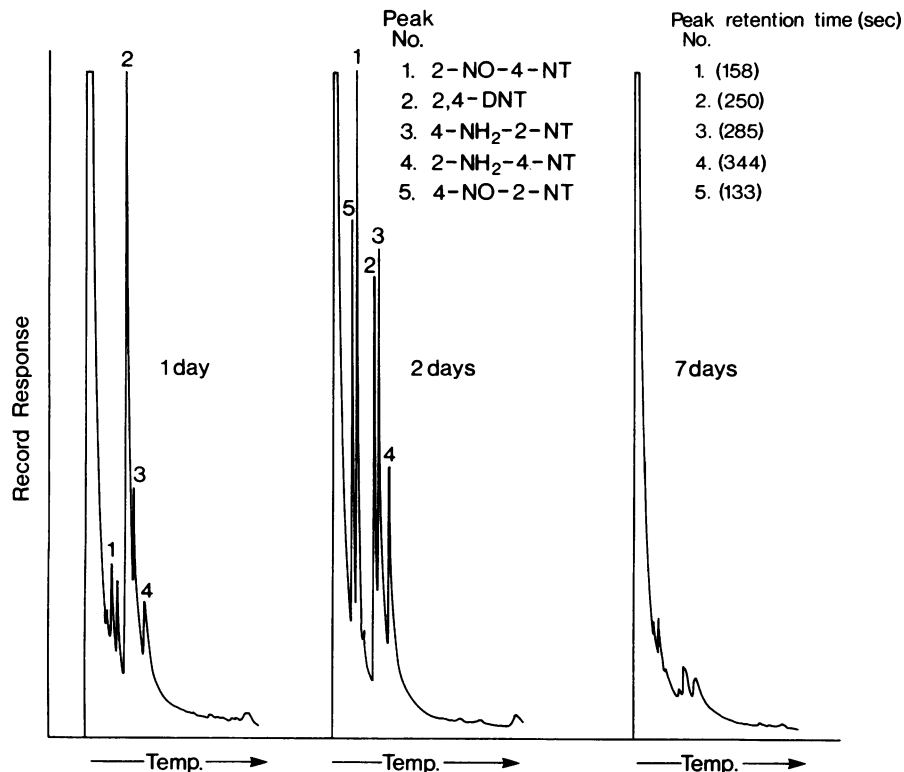 Peak No.
1. 2-NO-4-NT
2. 2,4-DNT
3. 4-NH₂-2-NT
4. 2-NH₂-4-NT
5. 4-NO-2-NT
Peak retention time (sec)
No.
1. (158)
2. (250)
3. (285)
4. (344)
5. (133)
Record Response
2
3
1
4
1 day
1
5
3
2
4
2 days
7 days
Temp.
Temp.
Temp.